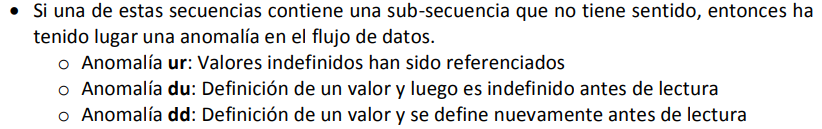 • Si una de estas secuencias contiene una sub-secuencia que no tiene sentido, entonces ha
tenido lugar una anomalía en el flujo de datos.
o Anomalía ur: Valores indefinidos han sido referenciados
o Anomalía du: Definición de un valor y luego es indefinido antes de lectura
o Anomalía dd: Definición de un valor y se define nuevamente antes de lectura